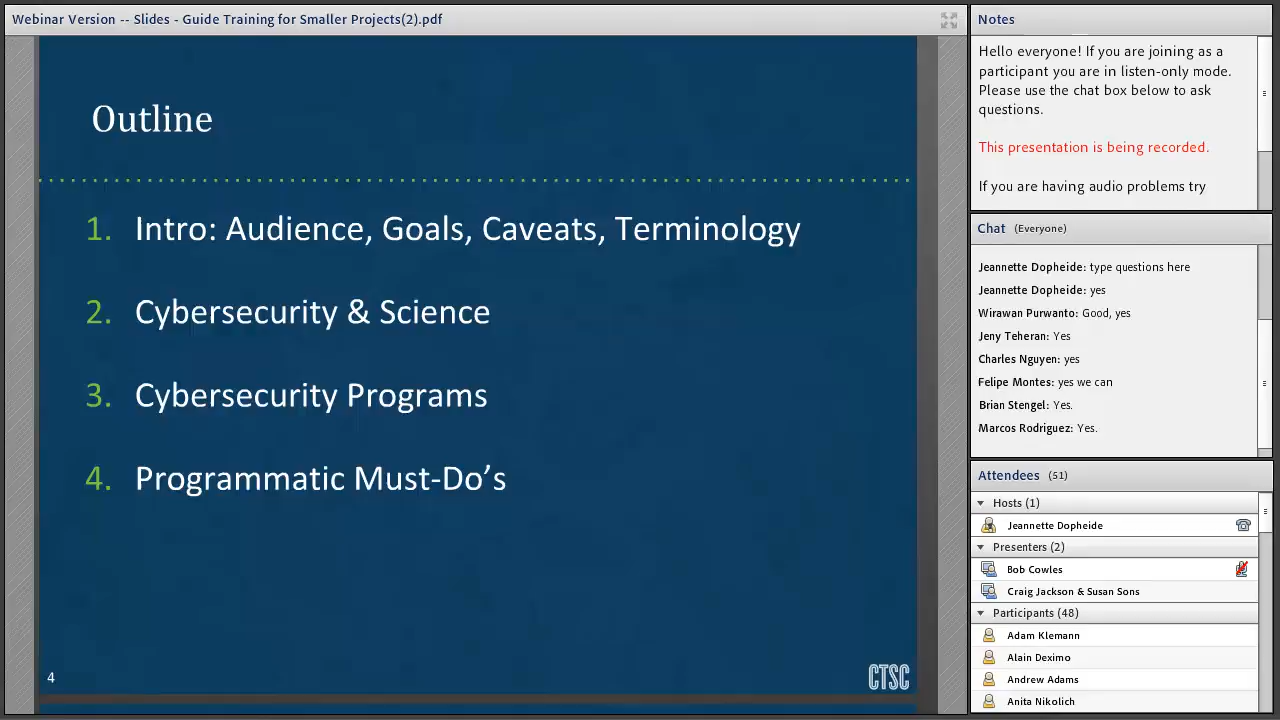 Webinar Version -- Slides - Guide Training for Smaller Projects(2).pdf
Outline
1. Intro: Audience, Goals, Caveats, Terminology
2. Cybersecurity & Science
3. Cybersecurity Programs
4. Programmatic Must-Do’s
4
CTSC
Notes
Hello everyone! If you are joining as a
participant you are in listen-only mode.
Please use the chat box below to ask
questions.
This presentation is being recorded.
If you are having audio problems try
Chat (Everyone)
Jeannette Dopheide: type questions here
Jeannette Dopheide: yes
Wirawan Purwanto: Good, yes
Jeny Teheran: Yes
Charles Nguyen: yes
Felipe Montes: yes we can
Brian Stengel: Yes.
Marcos Rodriguez: Yes.
Attendees (51)
Hosts (1)
Jeannette Dopheide
Presenters (2)
Bob Cowles
Craig Jackson & Susan Sons
Participants (48)
Adam Klemann
Alain Deximo
Andrew Adams
Anita Nikolich